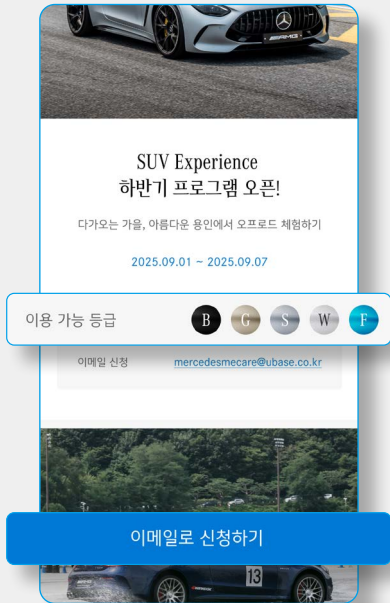 AMG
SUV Experience
하반기 프로그램 오픈!
다가오는 가을, 아름다운 용인에서 오프로드 체험하기
2025.09.01 ~ 2025.09.07
이용 가능 등급 B G S W F
이메일 신청 mercedesmecare@ubase.co.kr
이메일로 신청하기
13